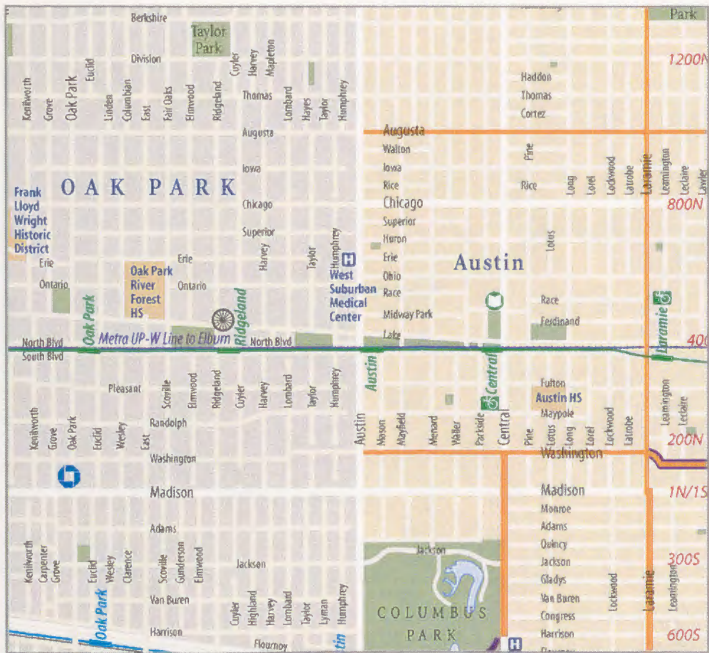 Berkshire
Taylor
Park
Division
Kenilworth
Grove
Oak Park
Euclid
Linden
Columbian
East
Fair Oaks
Elmwood
Ridgeland
Cuyler
Harvey
Mapleton
Thomas
Lombard
Hayes
Taylor
Humphrey
Augusta
Iowa
OAK PARK
Chicago
Superior
Frank
Lloyd
Wright
Historic
District
Erie
Ontario
Oak Park
River
Forest
HS
Erie
Ontario
Harvey
Taylor
Humphrey
H
West
Suburban
Medical
Center
Oak Park
Ridgeland
Metra UP-W Line to Elburn
North Blvd
South Blvd
North Blvd
Park
1200N
Haddon
Thomas
Cortez
Augusta
Walton
Iowa
Rice
Chicago
Superior
Huron
Erie
Ohio
Race
Midway Park
Lake
Pine
Rice
Long
Lorel
Lockwood
Latrobe
Laramie
Leamington
Leclaire
Lawler
800N
Austin
Lotus
Race
Ferdinand
Laramie
400
Austin
Central
Fulton
Austin HS
Maypole
Pleasant
Scoville
Elmwood
Ridgeland
Cuyler
Harvey
Lombard
Taylor
Humphrey
Kenilworth
Grove
Oak Park
Euclid
Wesley
East
Randolph
Washington
Austin
Mason
Mayfield
Menard
Waller
Parkside
Central
Pine
Lotus
Long
Lorel
Lockwood
Latrobe
Leamington
Leclaire
200N
Washington
Madison
Madison
1N/1S
Monroe
Adams
Quincy
Jackson
Gladys
Van Buren
Congress
Harrison
Adams
Kenilworth
Carpenter
Grove
Euclid
Wesley
Clarence
Scoville
Gunderson
Elmwood
Jackson
Van Buren
Harrison
Cuyler
Highland
Harvey
Lombard
Taylor
Lyman
Humphrey
Flournoy
Oak Park
tin
Jackson
COLUMBUS
PARK
H
Lockwood
Laramie
Leamington
300S
600S